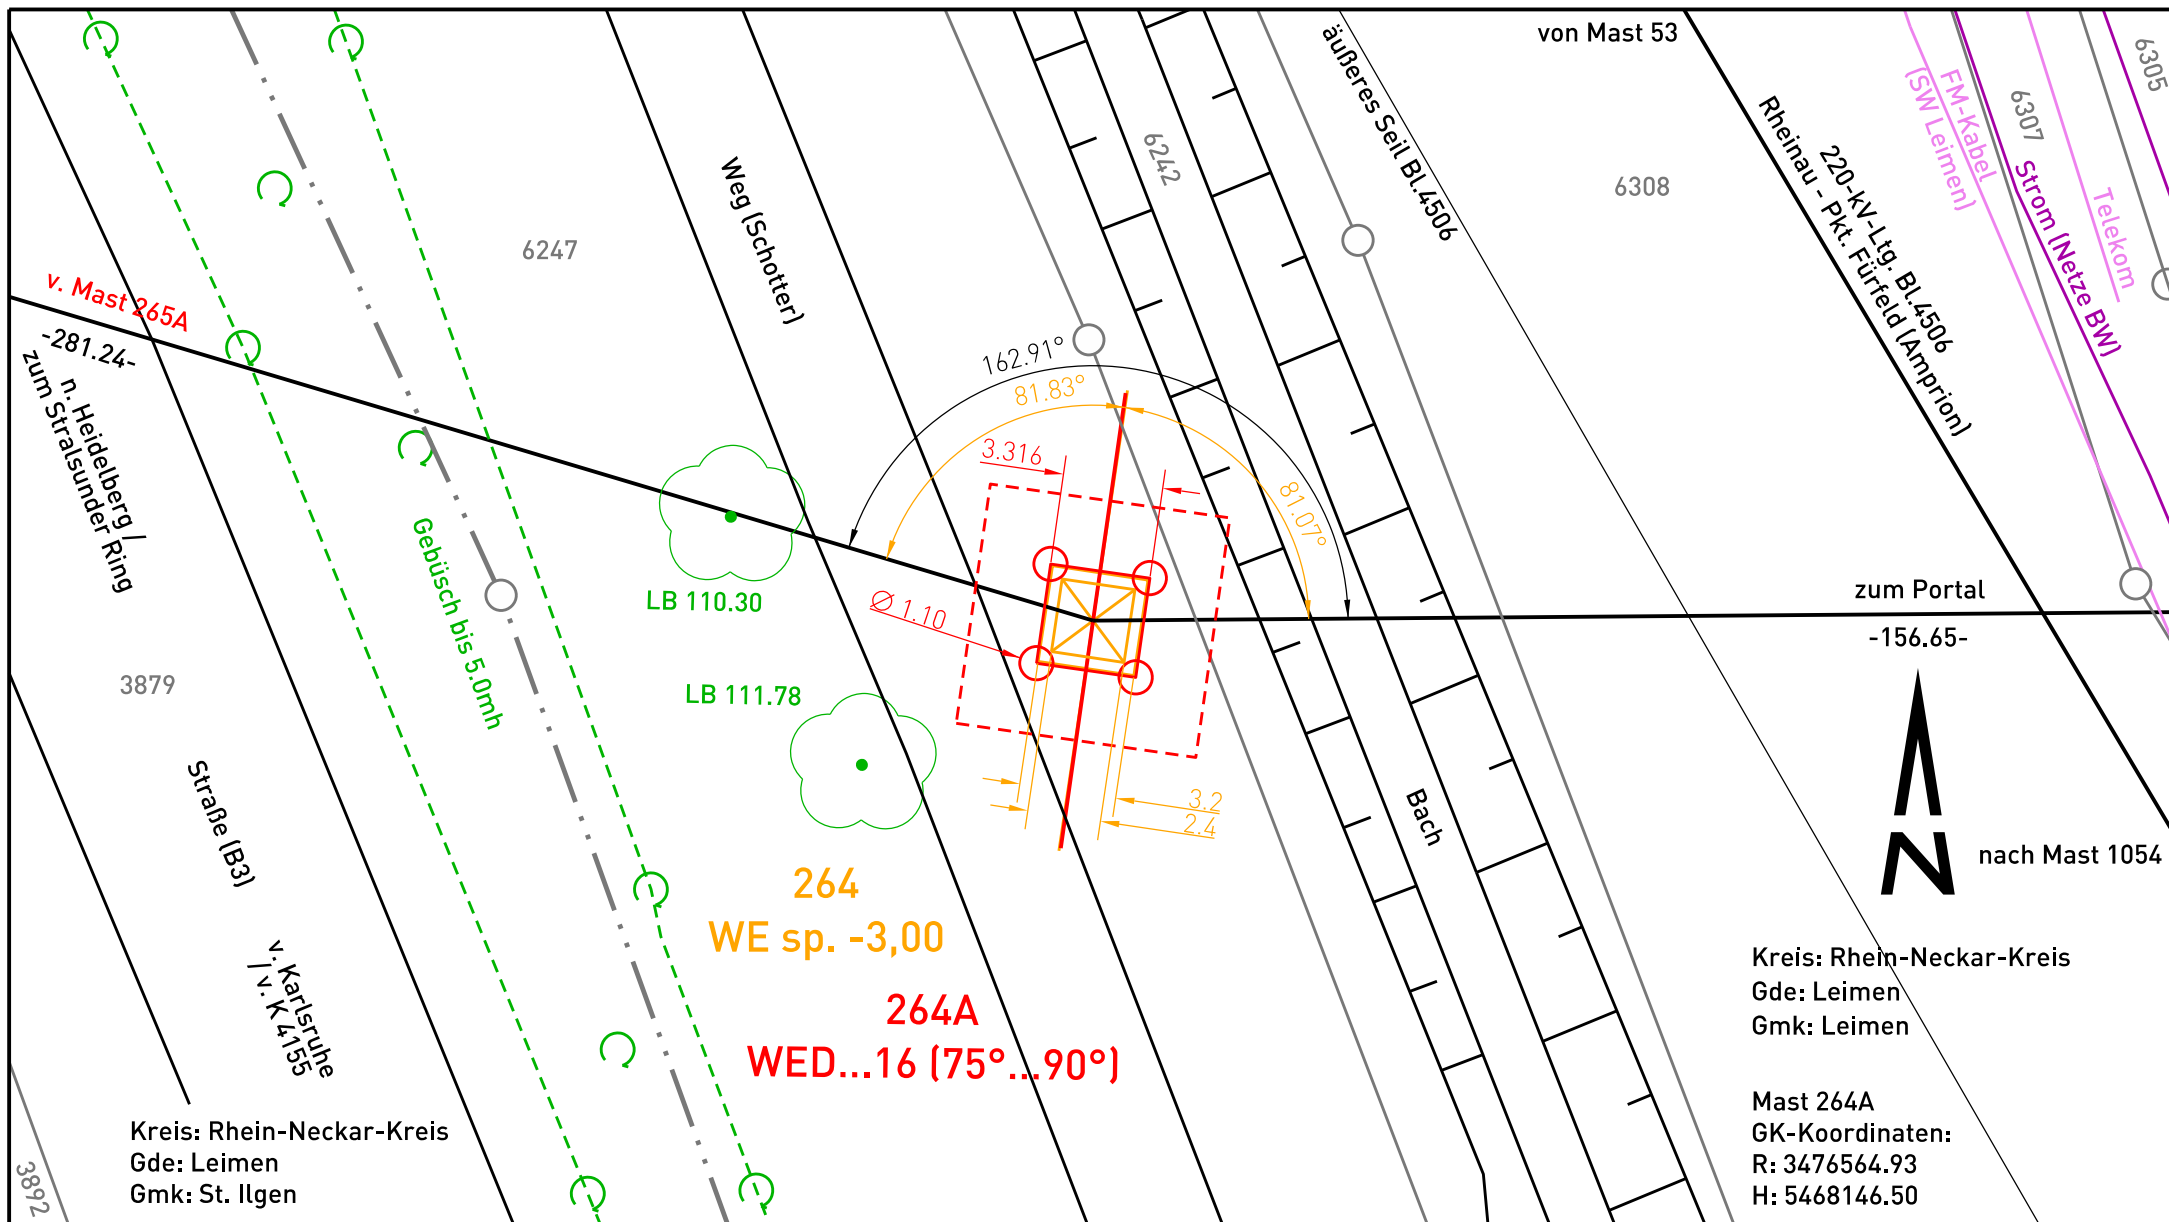 von Mast 53
äußeres Seil Bl.4506
6242
6308
220-kV-Ltg. Bl.4506
Rheinau - Pkt. Fürfeld (Amprion)
FM-Kabel
(SW Leimen)
6307
Strom (Netze BW)
Telekom
6305
Weg (Schotter)
6247
v. Mast 265A
-281.24-
n. Heidelberg /
zum Stralsunder Ring
162.91°
81.83°
81.07°
3.316
Ø 1.10
Gebüsch bis 5.0mh
LB 110.30
LB 111.78
zum Portal
-156.65-
3879
Straße (B3)
3.2
2.4
Bach
N
nach Mast 1054
264
WE sp. -3,00
264A
WED...16 (75°...90°)
v. Karlsruhe
/ v. K 4155
Kreis: Rhein-Neckar-Kreis
Gde: Leimen
Gmk: Leimen
Mast 264A
GK-Koordinaten:
R: 3476564.93
H: 5468146.50
Kreis: Rhein-Neckar-Kreis
Gde: Leimen
Gmk: St. Ilgen
3892